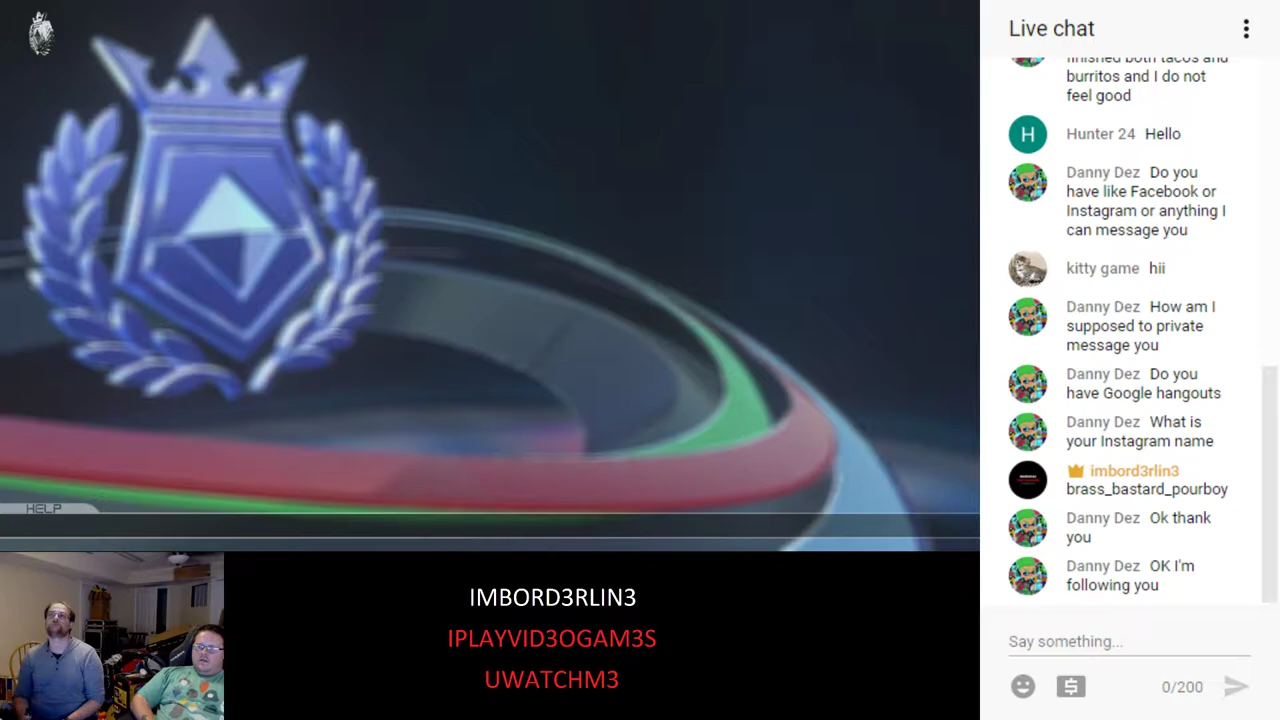 Live chat
finished both tacos and
burritos and I do not
feel good
H
Hunter 24 Hello
Danny Dez Do you
have like Facebook or
Instagram or anything I
can message you
kitty game hii
Danny Dez How am I
supposed to private
message you
Danny Dez Do you
have Google hangouts
Danny Dez What is
your Instagram name
imbord3rlin3
brass_bastard_pourboy
Danny Dez Ok thank
you
Danny Dez OK I'm
following you
Say something...
0/200
HELP
IMBORD3RLIN3
IPLAYVID3OGAM3S
UWATCHM3